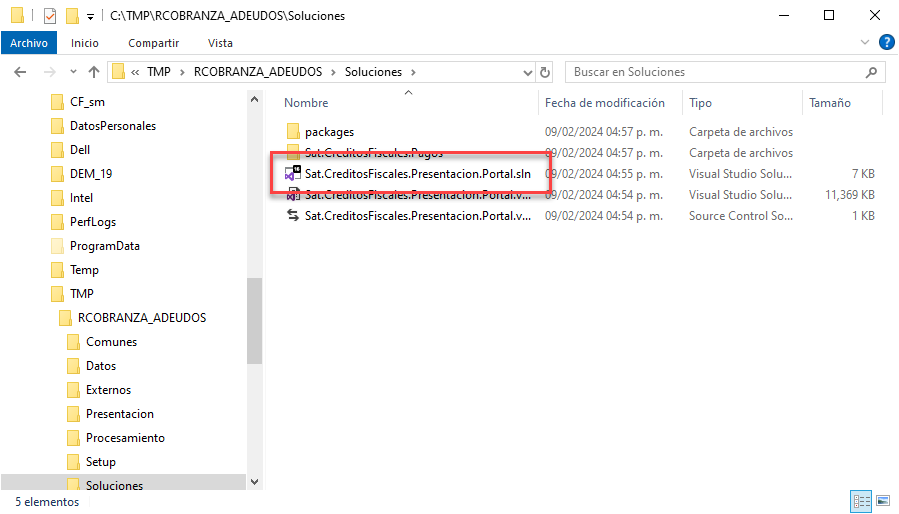 C:\TMP\RCOBRANZA_ADEUDOS\Soluciones
Archivo Inicio Compartir Vista
« TMP > RCOBRANZA_ADEUDOS > Soluciones > Buscar en Soluciones
Nombre Fecha de modificación Tipo Tamaño
packages 09/02/2024 04:57 p. m. Carpeta de archivos
Sat.CreditosFiscales.Pagos 09/02/2024 04:57 p. m. Carpeta de archivos
Sat.CreditosFiscales.Presentacion.Portal.sln 09/02/2024 04:55 p. m. Visual Studio Solu... 7 KB
Sat.CreditosFiscales.Presentacion.Portal.v... 09/02/2024 04:54 p. m. Visual Studio Solu... 11,369 KB
Sat.CreditosFiscales.Presentacion.Portal.v... 09/02/2024 04:54 p. m. Source Control So... 1 KB
CF_sm
DatosPersonales
Dell
DEM_19
Intel
PerfLogs
ProgramData
Temp
TMP
RCOBRANZA_ADEUDOS
Comunes
Datos
Externos
Presentacion
Procesamiento
Setup
Soluciones
5 elementos